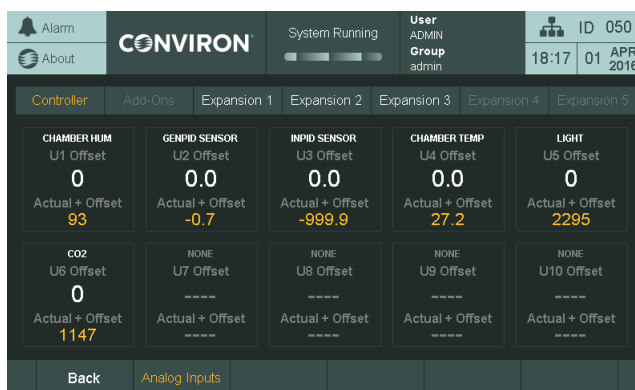 Alarm
About
CONVIRON
System Running
User
ADMIN
Group
admin
ID 050
18:17
01
APR
2016
Controller Add-Ons Expansion 1 Expansion 2 Expansion 3 Expansion 4 Expansion 5
CHAMBER HUM GENPID SENSOR INPID SENSOR CHAMBER TEMP LIGHT
U1 Offset U2 Offset U3 Offset U4 Offset U5 Offset
0 0.0 0.0 0.0 0
Actual + Offset Actual + Offset Actual + Offset Actual + Offset Actual + Offset
93 -0.7 -999.9 27.2 2295
CO2 NONE NONE NONE NONE
U6 Offset U7 Offset U8 Offset U9 Offset U10 Offset
0 ---- ---- ---- ----
Actual + Offset Actual + Offset Actual + Offset Actual + Offset Actual + Offset
1147 ---- ---- ---- ----
Back Analog Inputs